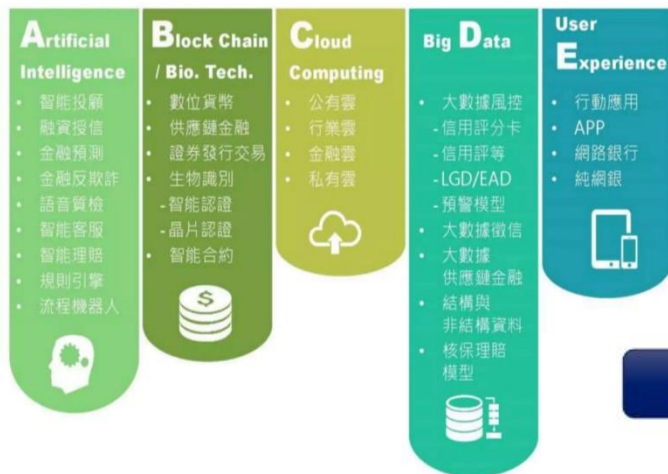 Artificial
Intelligence
• 智能投顧
• 融資授信
• 金融預測
• 金融反欺詐
• 語音質檢
• 智能客服
• 智能理賠
• 規則引擎
• 流程機器人
Block Chain
/ Bio. Tech.
• 數位貨幣
• 供應鏈金融
• 證券發行交易
• 生物識別
-智能認證
-晶片認證
• 智能合約
$
Cloud
Computing
• 公有雲
• 行業雲
• 金融雲
• 私有雲
Big Data
• 大數據風控
-信用評分卡
-信用評等
-LGD/EAD
-預警模型
• 大數據徵信
• 大數據
供應鏈金融
• 結構與
非結構資料
• 核保理賠
模型
User
Experience
• 行動應用
• APP
• 網路銀行
• 純網銀